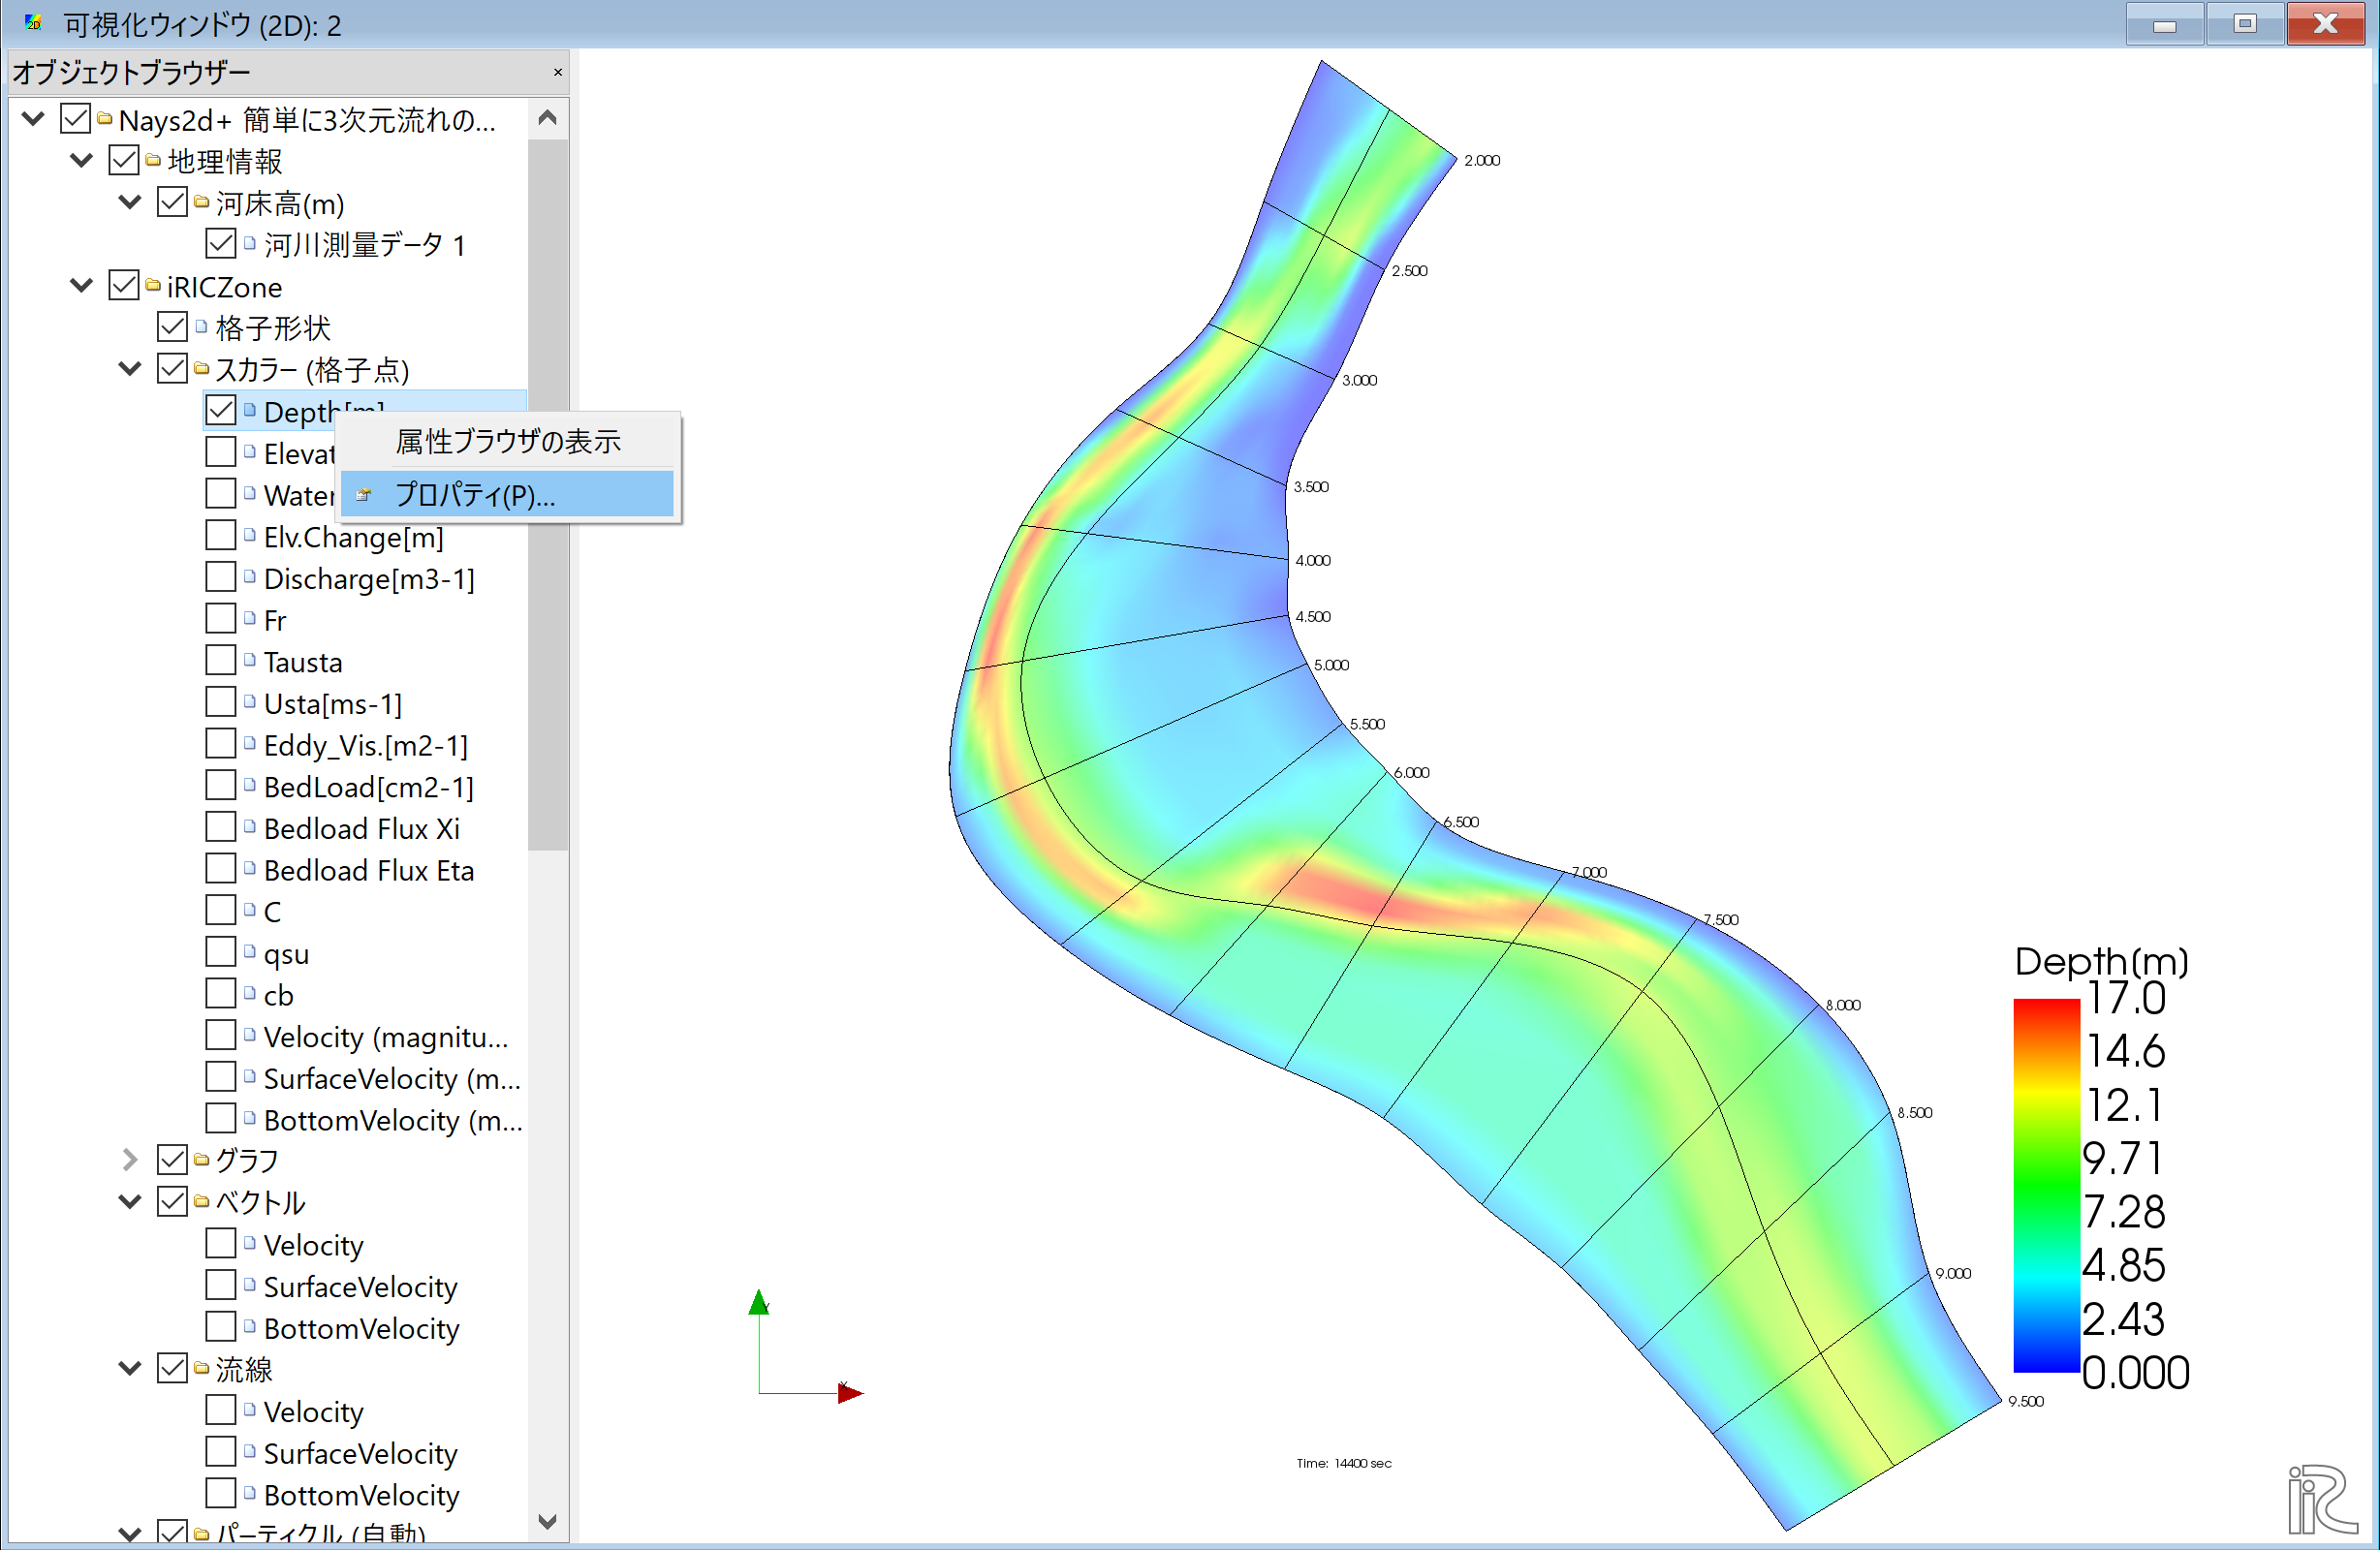 可視化ウィンドウ (2D): 2
オブジェクトブラウザー
Nays2d+ 簡単に3次元流れの...
地理情報
河床高(m)
河川測量データ 1
iRICZone
格子形状
スカラー (格子点)
Depth[m]
属性ブラウザの表示
プロパティ(P)...
Elevat
Water
Elv.Change[m]
Discharge[m3-1]
Fr
Tausta
Usta[ms-1]
Eddy_Vis.[m2-1]
BedLoad[cm2-1]
Bedload Flux Xi
Bedload Flux Eta
C
qsu
cb
Velocity (magnitu...
SurfaceVelocity (m...
BottomVelocity (m...
グラフ
ベクトル
Velocity
SurfaceVelocity
BottomVelocity
流線
Velocity
SurfaceVelocity
BottomVelocity
パーティクル (自動)
2.000
2.500
3.000
3.500
4.000
4.500
5.000
5.500
6.000
6.500
7.000
7.500
8.000
8.500
9.000
9.500
Depth(m)
17.0
14.6
12.1
9.71
7.28
4.85
2.43
0.000
Y
X
Time: 14400 sec
iRIC